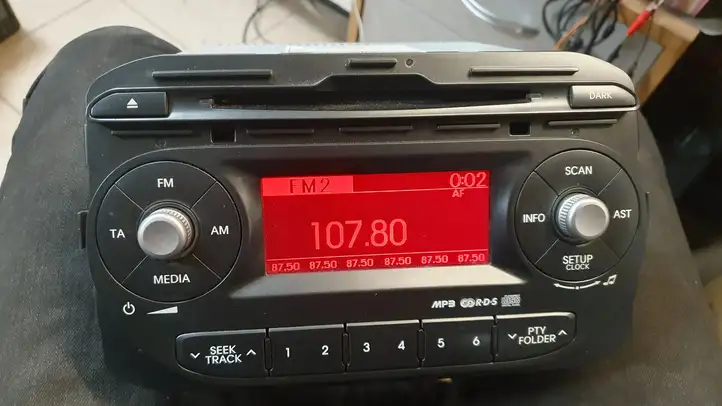 DARK
FM
TA
AM
MEDIA
FM2
0:02
AF
107.80
87.50 87.50 87.50 87.50 87.50 87.50
SCAN
INFO
AST
SETUP
CLOCK
MP3 R·D·S
SEEK
TRACK
1 2 3 4 5 6
PTY
FOLDER